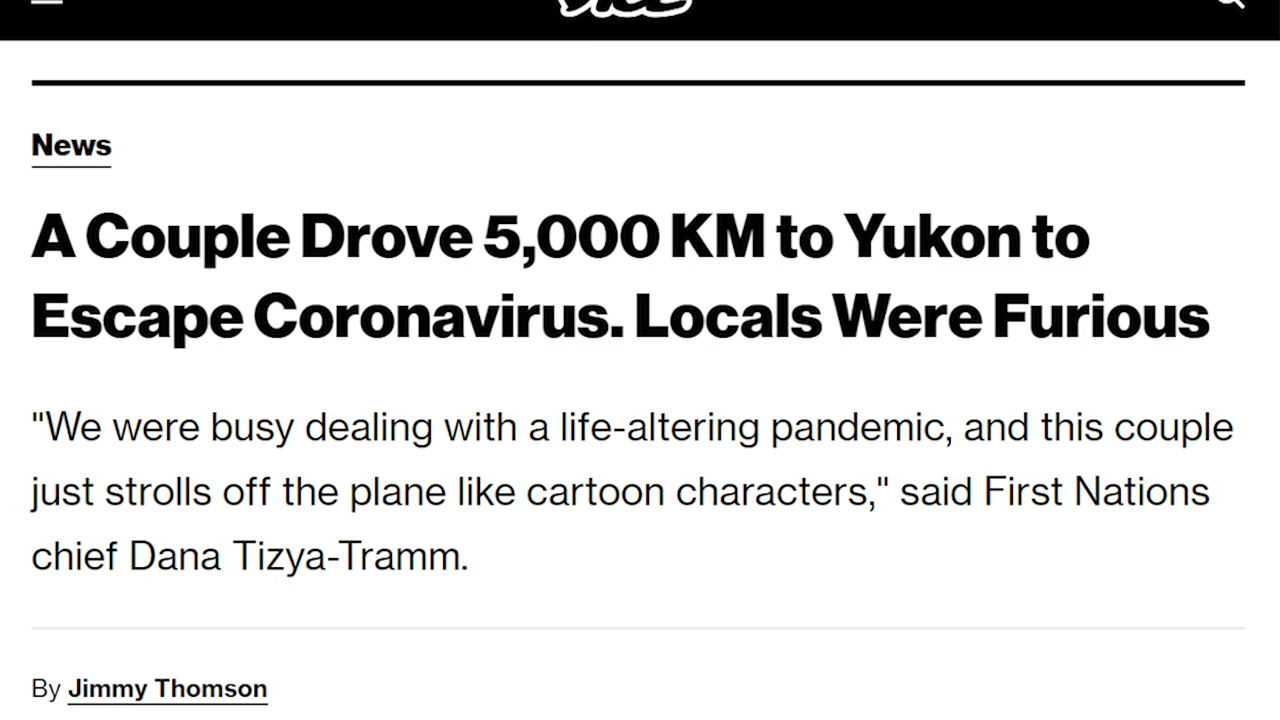 VICE
News
A Couple Drove 5,000 KM to Yukon to
Escape Coronavirus. Locals Were Furious
"We were busy dealing with a life-altering pandemic, and this couple
just strolls off the plane like cartoon characters," said First Nations
chief Dana Tizya-Tramm.
By Jimmy Thomson